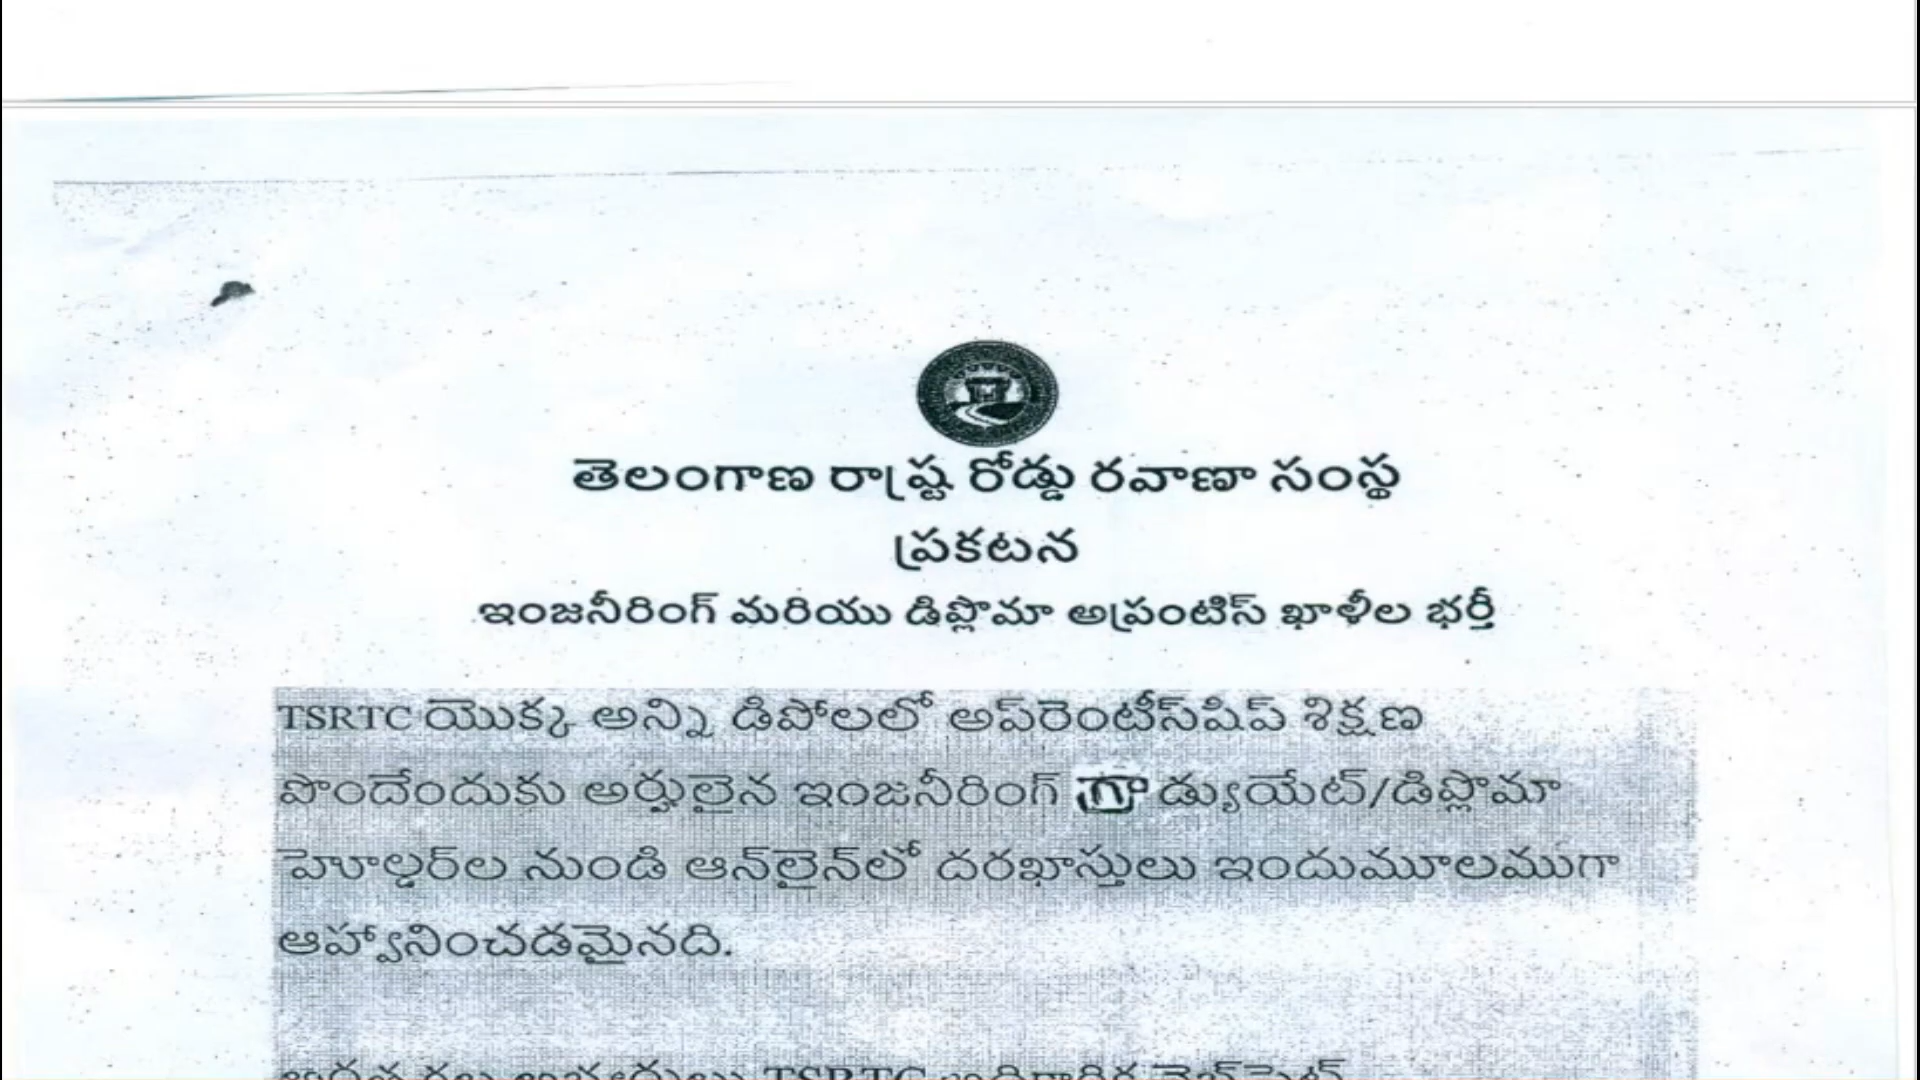 తెలంగాణ రాష్ట్ర రోడ్డు రవాణా సంస్థ
ప్రకటన
ఇంజనీరింగ్ మరియు డిప్లొమా అప్రంటిస్ ఖాళీల భర్తీ
TSRTC యొక్క అన్ని డిపోలలో అప్‌రెంటీస్‌షిప్ శిక్షణ
పొందేందుకు అర్హులైన ఇంజనీరింగ్ గ్రాడ్యుయేట్/డిప్లొమా
హెూల్డర్‌ల నుండి ఆన్‌లైన్‌లో దరఖాస్తులు ఇందుమూలముగా
ఆహ్వానించడమైనది.
TSRTC